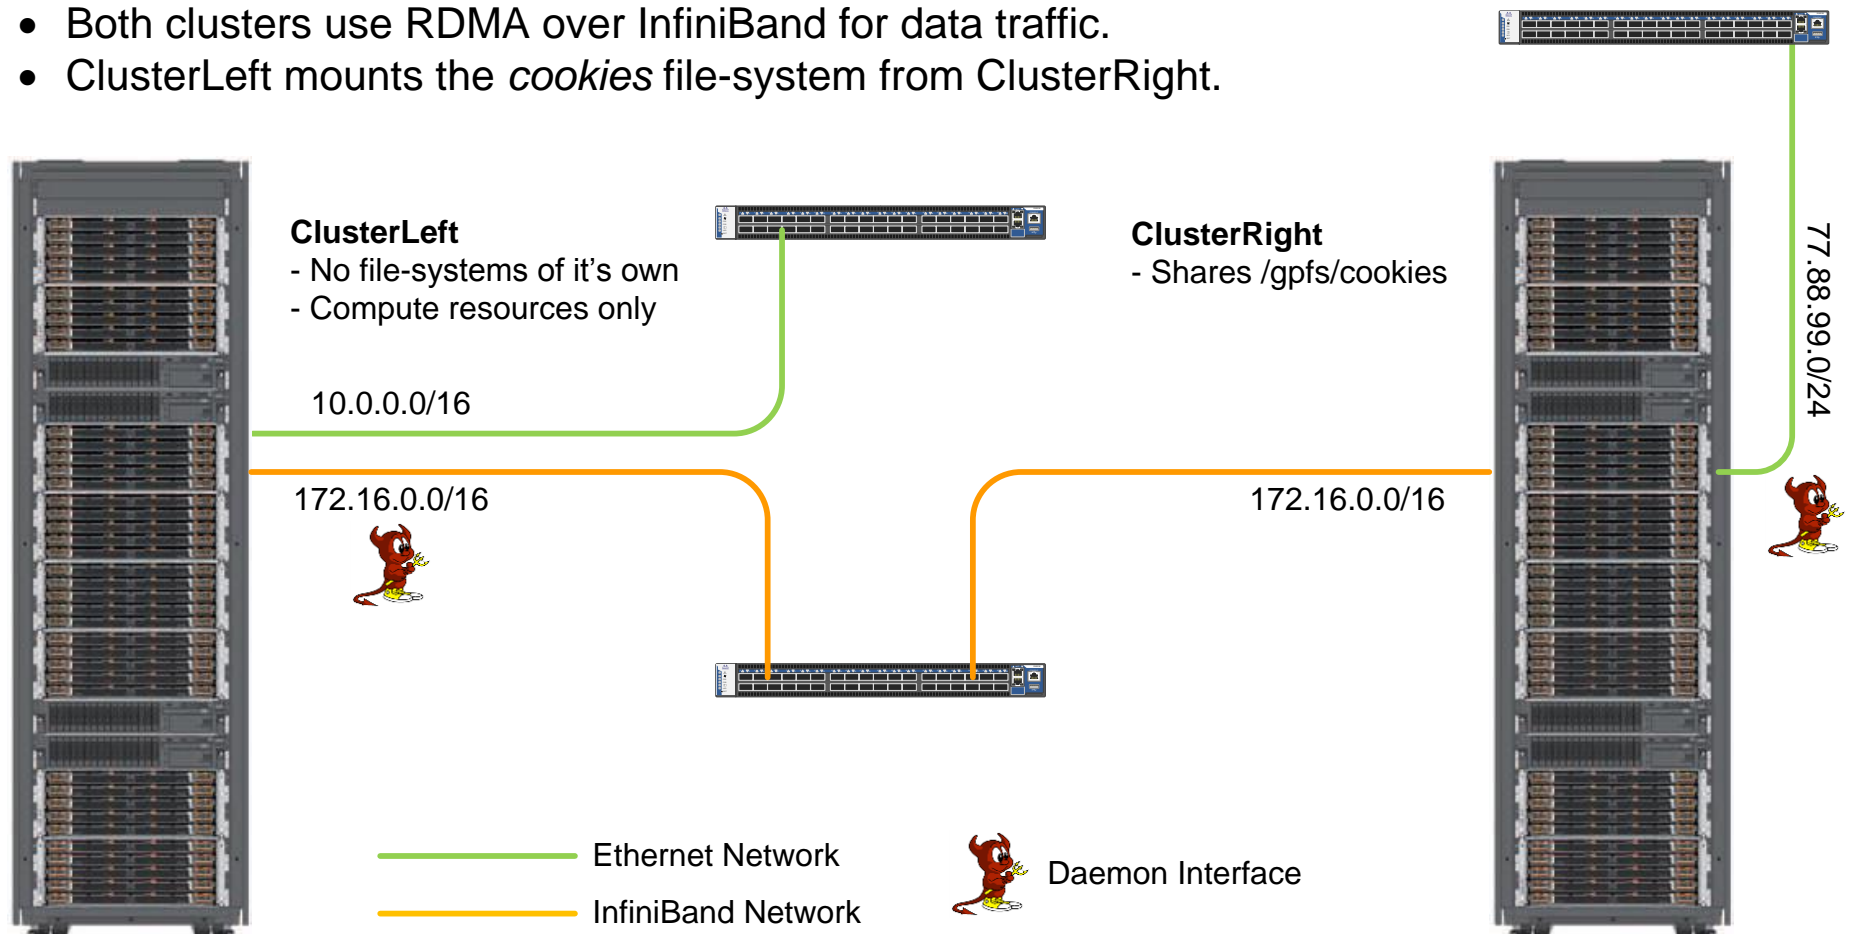 • Both clusters use RDMA over InfiniBand for data traffic.
• ClusterLeft mounts the cookies file-system from ClusterRight.
ClusterLeft
- No file-systems of it's own
- Compute resources only
ClusterRight
- Shares /gpfs/cookies
77.88.99.0/24
10.0.0.0/16
172.16.0.0/16
172.16.0.0/16
Ethernet Network
Daemon Interface
InfiniBand Network